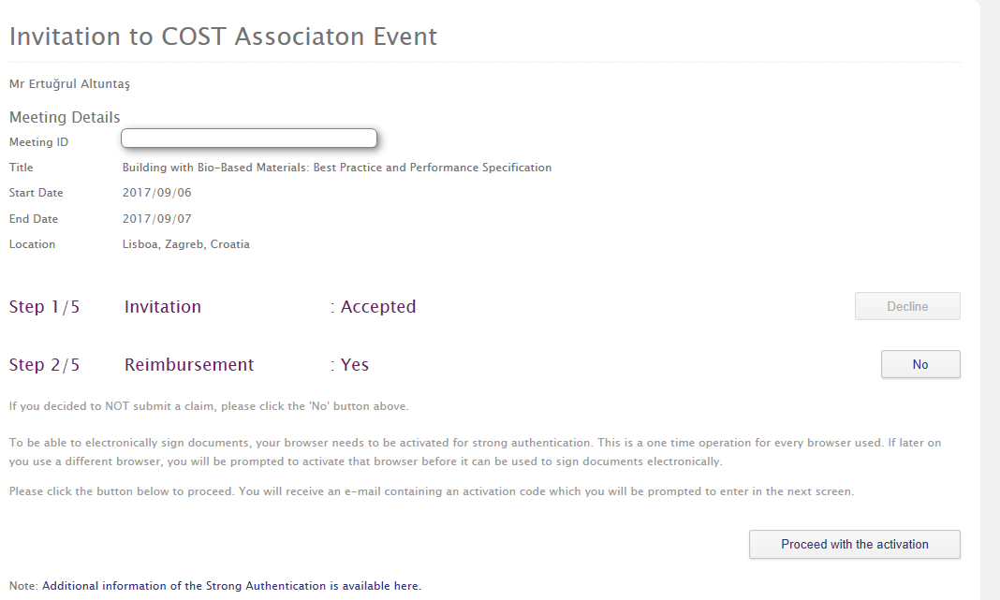 Invitation to COST Associaton Event
Mr Ertuğrul Altuntaş
Meeting Details
Meeting ID
Title Building with Bio-Based Materials: Best Practice and Performance Specification
Start Date 2017/09/06
End Date 2017/09/07
Location Lisboa, Zagreb, Croatia
Step 1/5 Invitation : Accepted Decline
Step 2/5 Reimbursement : Yes No
If you decided to NOT submit a claim, please click the 'No' button above.
To be able to electronically sign documents, your browser needs to be activated for strong authentication. This is a one time operation for every browser used. If later on
you use a different browser, you will be prompted to activate that browser before it can be used to sign documents electronically.
Please click the button below to proceed. You will receive an e-mail containing an activation code which you will be prompted to enter in the next screen.
Proceed with the activation
Note: Additional information of the Strong Authentication is available here.